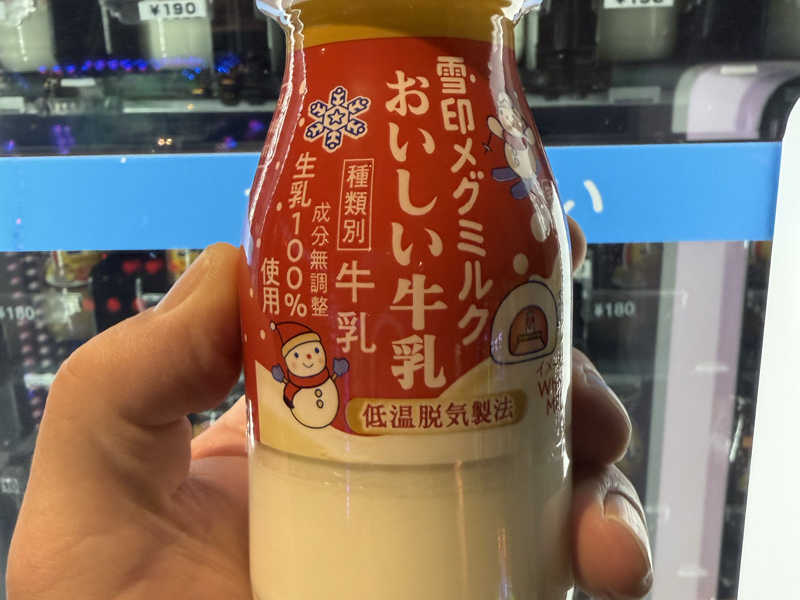 ¥190
雪印メグミルク
おいしい牛乳
種類別
牛乳
成分無調整
生乳100%
使用
低温脱気製法
い
¥180
¥180